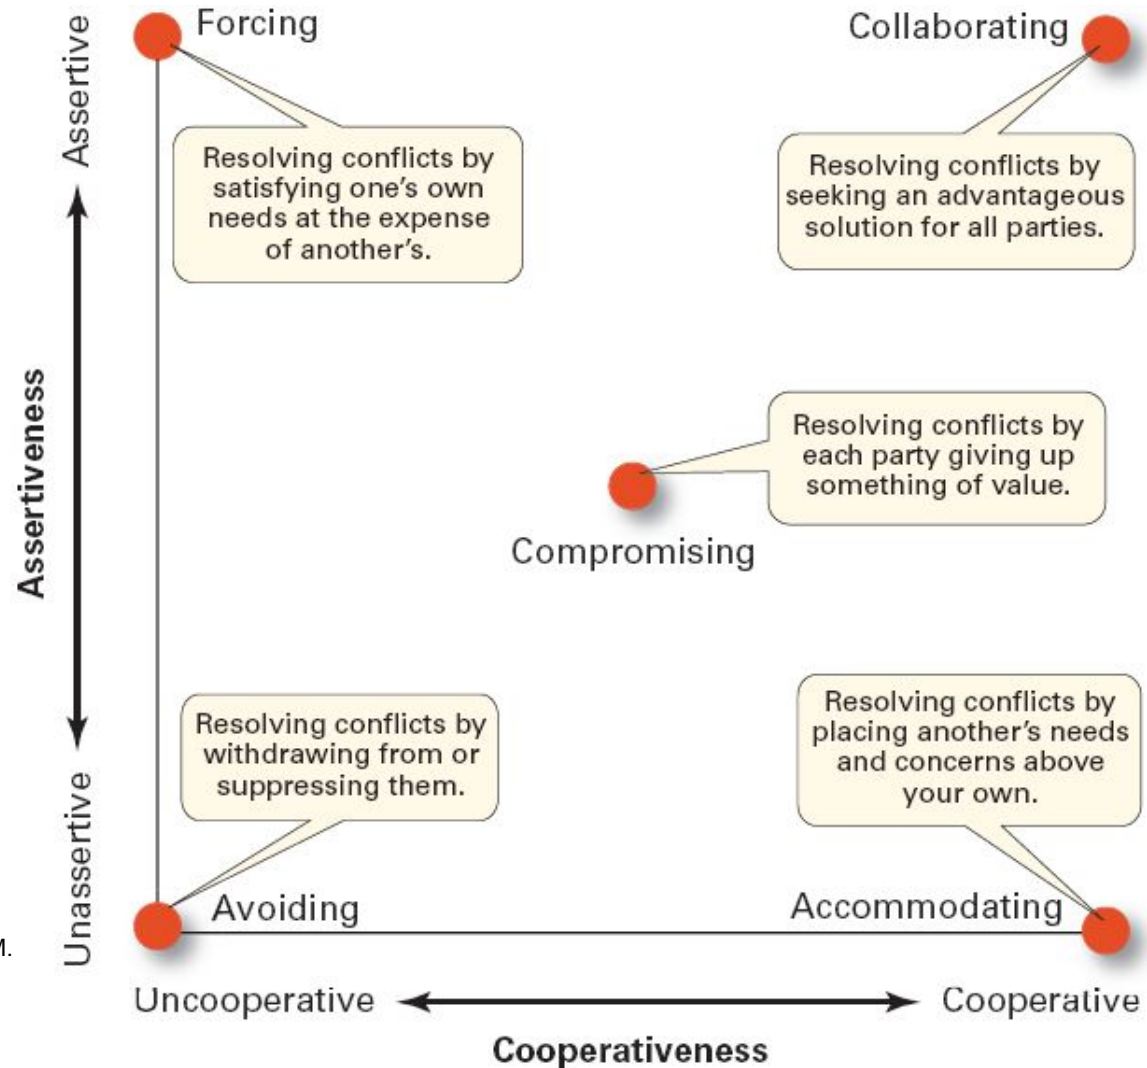 Forcing
Collaborating
Assertive
Resolving conflicts by
satisfying one's own
needs at the expense
of another's.
Resolving conflicts by
seeking an advantageous
solution for all parties.
Assertiveness
Resolving conflicts by
each party giving up
something of value.
Compromising
Resolving conflicts by
withdrawing from or
suppressing them.
Resolving conflicts by
placing another's needs
and concerns above
your own.
Unassertive
Avoiding
Accommodating
M.
Uncooperative
Cooperative
Cooperativeness